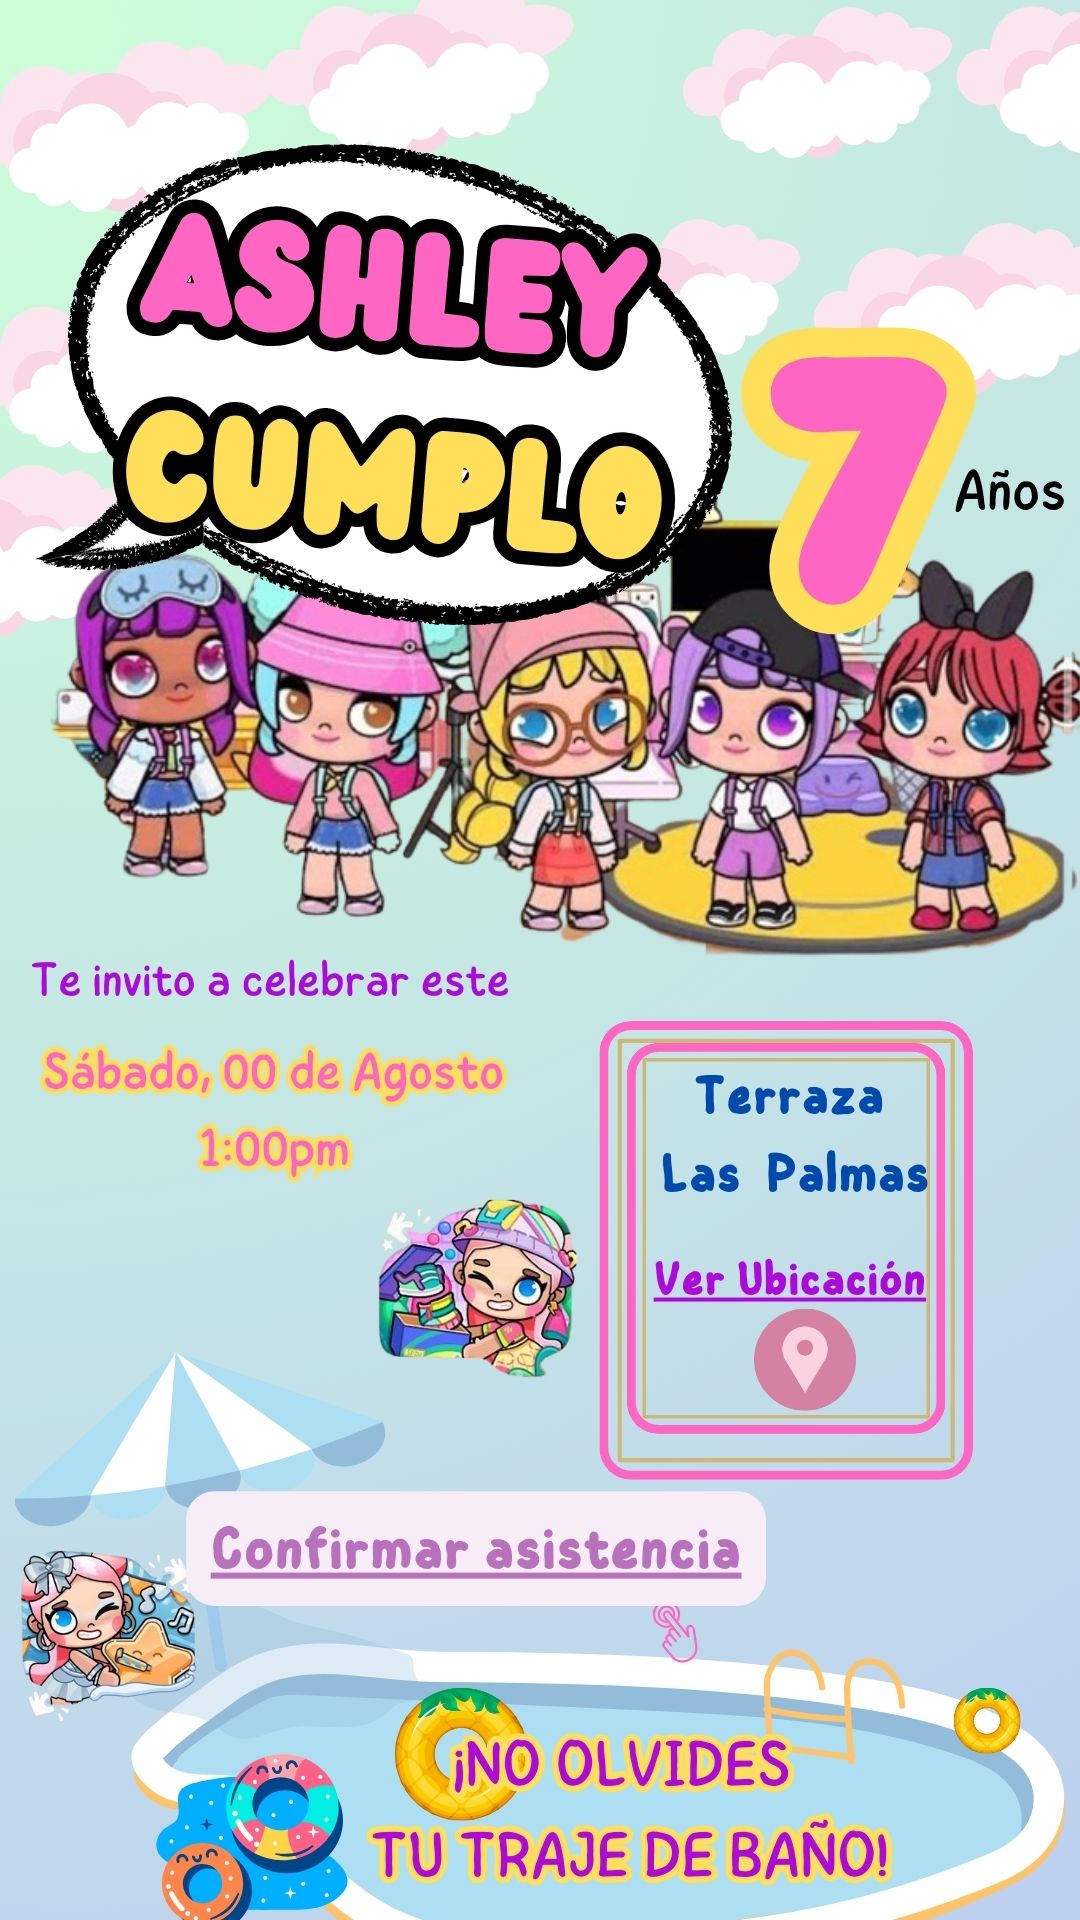 ASHLEY
CUMPLO
7
Años
Te invito a celebrar este
Sábado, 00 de Agosto
1:00pm
Terraza
Las Palmas
Ver Ubicación
Confirmar asistencia
¡NO OLVIDES
TU TRAJE DE BAÑO!